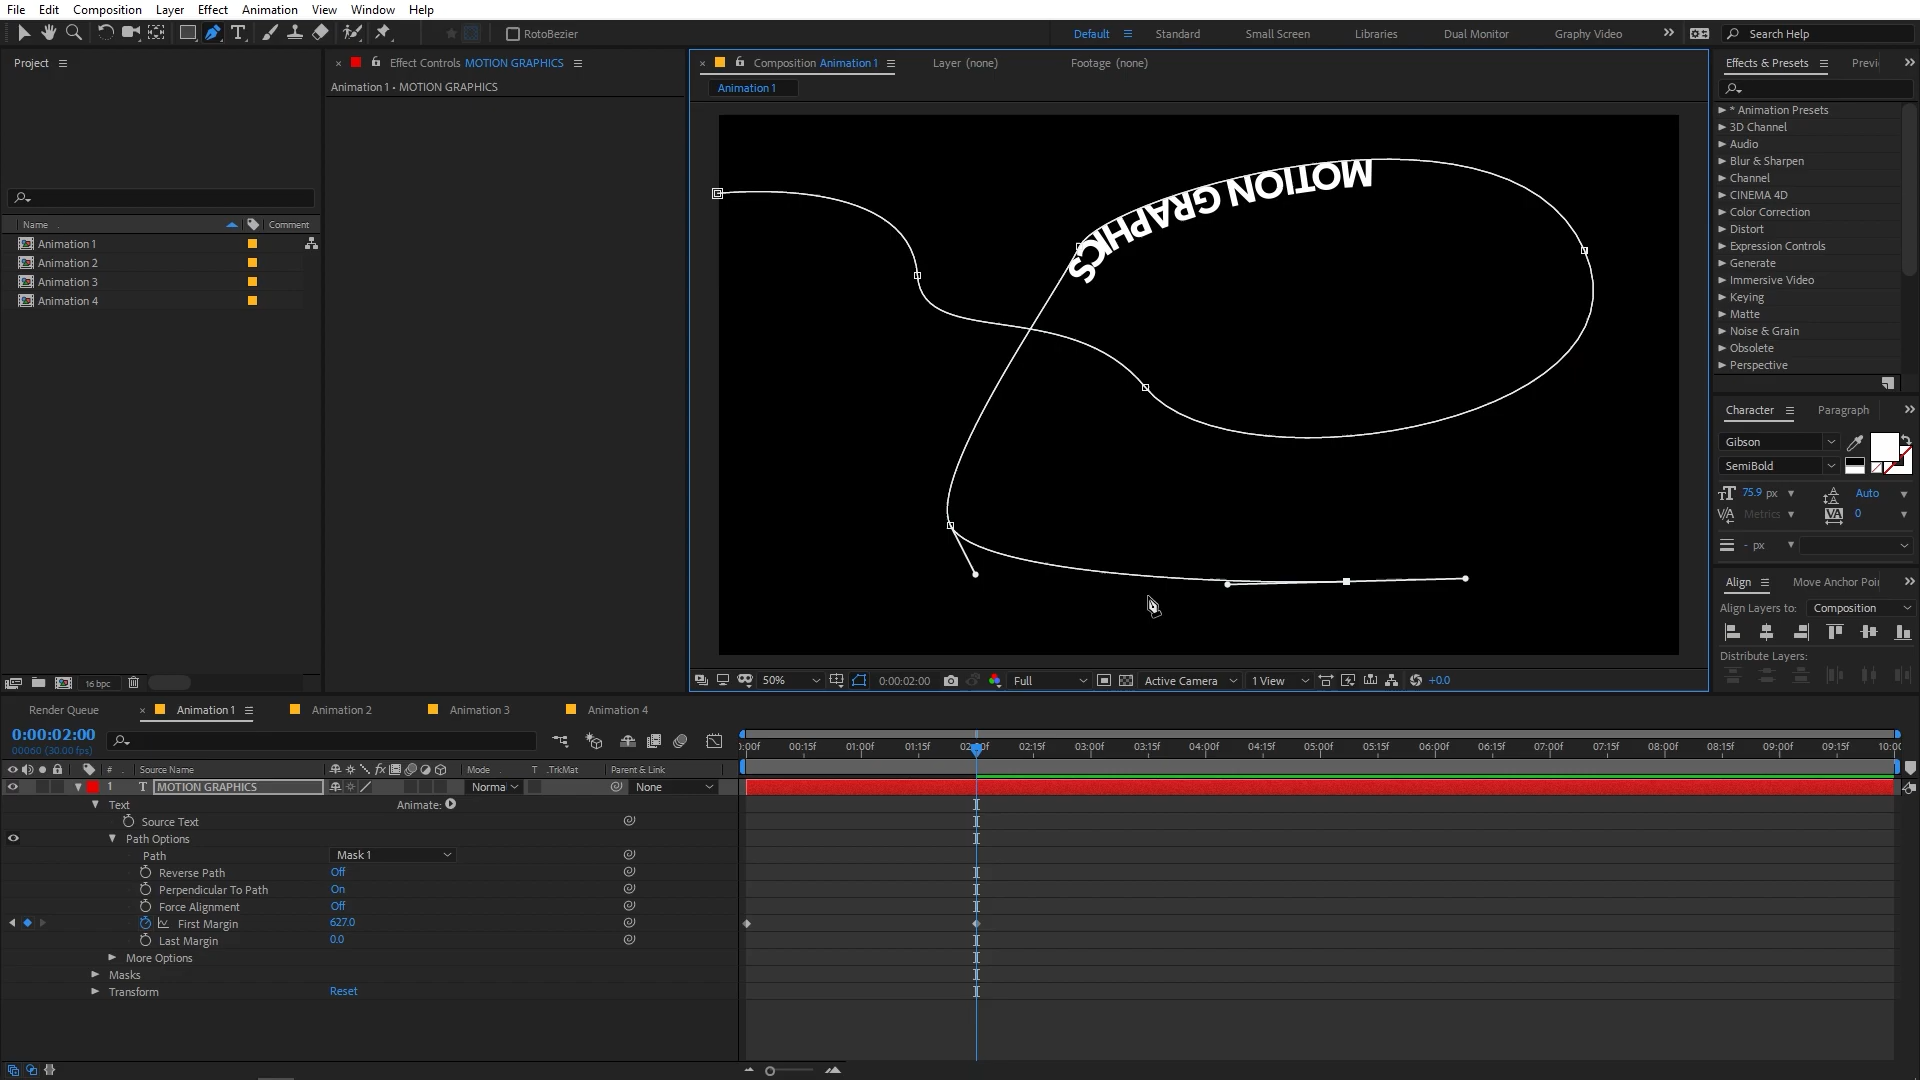 File Edit Composition Layer Effect Animation View Window Help
RotoBezier
Default Standard Small Screen Libraries Dual Monitor Graphy Video Search Help
Project
Effect Controls MOTION GRAPHICS
Composition Animation 1
Layer (none)
Footage (none)
Effects & Presets
Previ
Animation 1 • MOTION GRAPHICS
Animation 1
* Animation Presets
3D Channel
Audio
Blur & Sharpen
Channel
CINEMA 4D
Color Correction
Distort
Expression Controls
Generate
Immersive Video
Keying
Matte
Noise & Grain
Obsolete
Perspective
Name
Comment
Animation 1
Animation 2
Animation 3
Animation 4
MOTION GRAPHICS
Character Paragraph
Gibson
SemiBold
75.9 px Auto
Metrics 0
- px
Align Move Anchor Poi
Align Layers to: Composition
Distribute Layers:
16 bpc
50% 0:00:02:00 Full Active Camera 1 View +0.0
Render Queue Animation 1 Animation 2 Animation 3 Animation 4
0:00:02:00
00060 (30.00 fps)
:00f 00:15f 01:00f 01:15f 02:00f 02:15f 03:00f 03:15f 04:00f 04:15f 05:00f 05:15f 06:00f 06:15f 07:00f 07:15f 08:00f 08:15f 09:00f 09:15f 10:00
# Source Name Mode T .TrkMat Parent & Link
1 T MOTION GRAPHICS Norma None
Text Animate:
Source Text
Path Options
Path Mask 1
Reverse Path Off
Perpendicular To Path On
Force Alignment Off
First Margin 627.0
Last Margin 0.0
More Options
Masks
Transform Reset